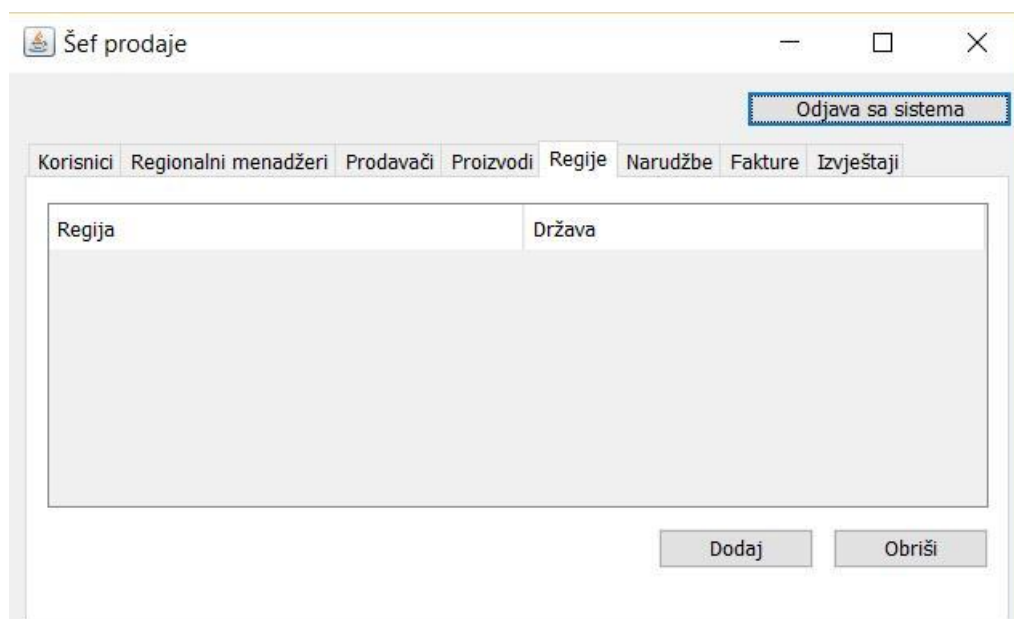 Šef prodaje
Odjava sa sistema
Korisnici Regionalni menadžeri Prodavači Proizvodi Regije Narudžbe Fakture Izvještaji
Regija Država
Dodaj Obriši